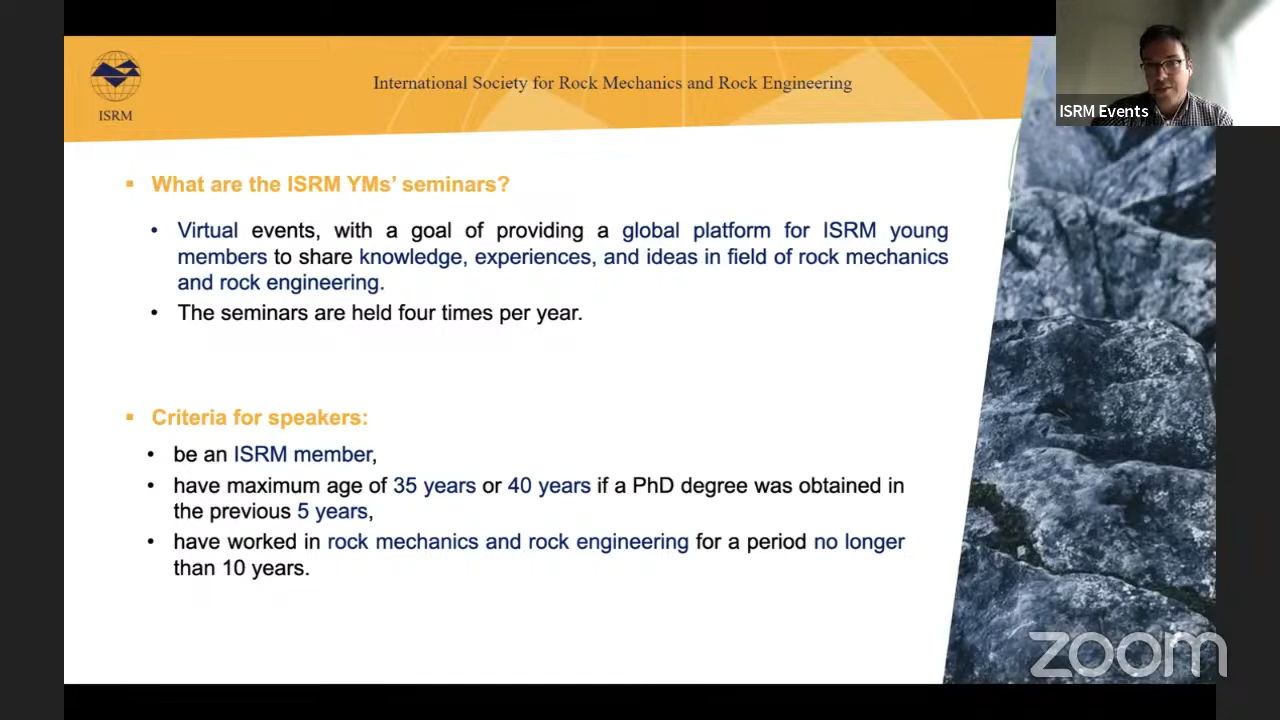 International Society for Rock Mechanics and Rock Engineering
ISRM
ISRM Events
▪ What are the ISRM YMs’ seminars?
• Virtual events, with a goal of providing a global platform for ISRM young
members to share knowledge, experiences, and ideas in field of rock mechanics
and rock engineering.
• The seminars are held four times per year.
▪ Criteria for speakers:
• be an ISRM member,
• have maximum age of 35 years or 40 years if a PhD degree was obtained in
the previous 5 years,
• have worked in rock mechanics and rock engineering for a period no longer
than 10 years.
zoom